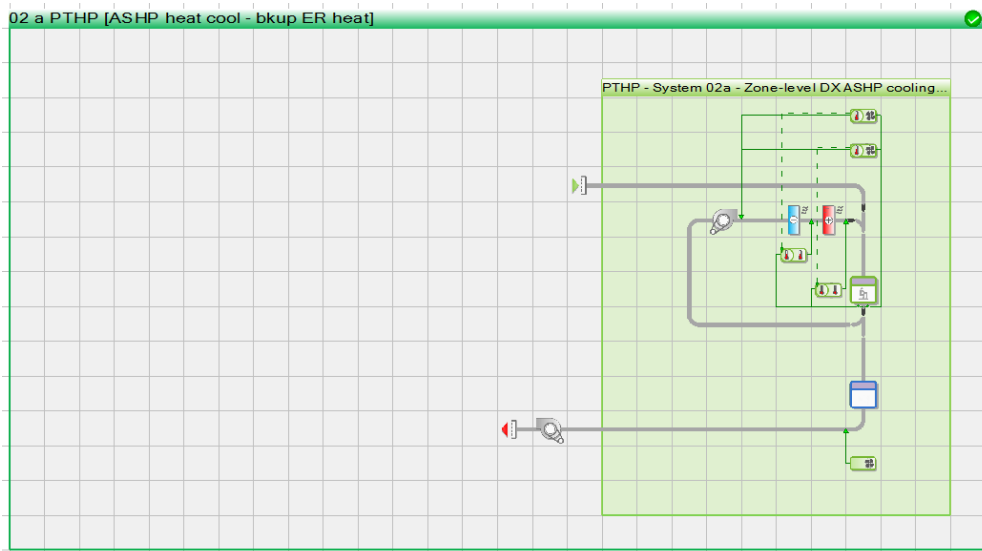 02 a PTHP [ASHP heat cool - bkup ER heat]
PTHP - System 02a - Zone-level DX ASHP cooling...